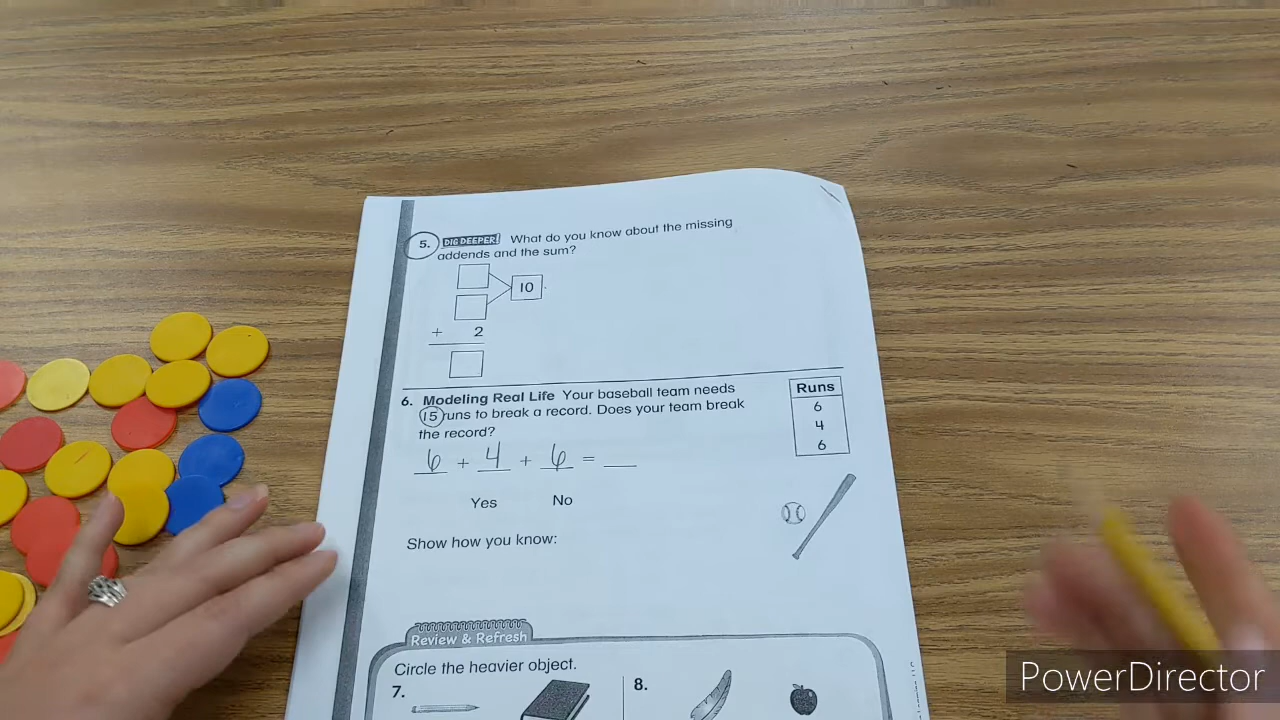 5. DIG DEEPER! What do you know about the missing
addends and the sum?
10
+ 2
6. Modeling Real Life Your baseball team needs
15 runs to break a record. Does your team break
the record?
Runs
6
4
6
6 + 4 + 6 = __
Yes No
Show how you know:
Review & Refresh
Circle the heavier object.
7.
8.
PowerDirector